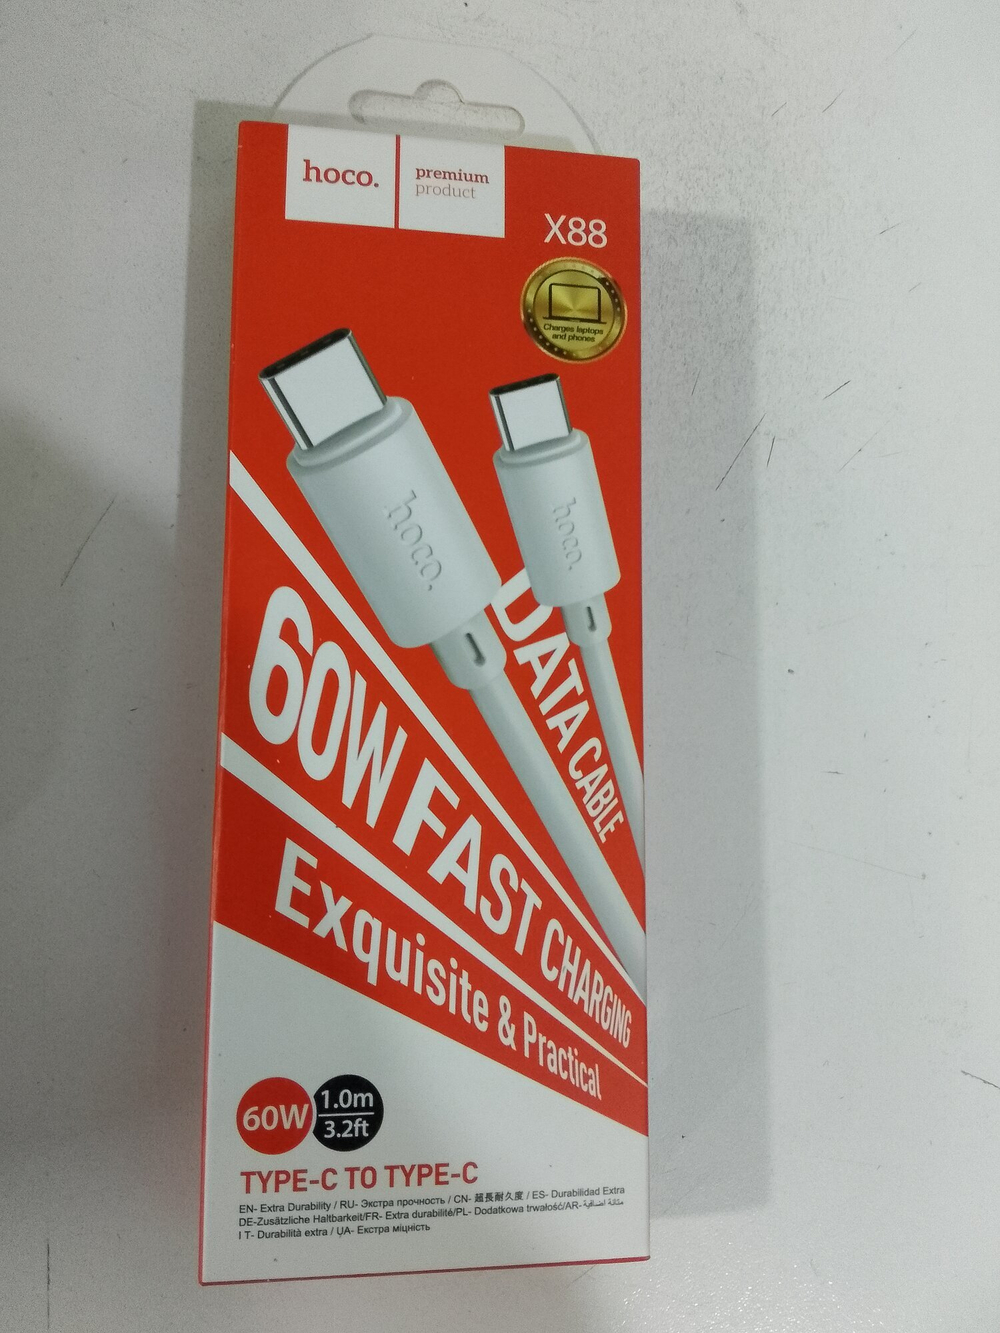 hoco.
premium
product
X88
Charges laptops
and phones
hoco.
hoco.
DATA CABLE
60W FAST CHARGING
Exquisite & Practical
60W
1.0m
3.2ft
TYPE-C TO TYPE-C
EN- Extra Durability / RU- Экстра прочность / CN- 超長耐久度 / ES- Durabilidad Extra
DE-Zusätzliche Haltbarkeit/FR- Extra durabilité/PL- Dodatkowa trwałość/AR- متانة اضافية
I T- Durabilità extra / UA- Екстра міцність